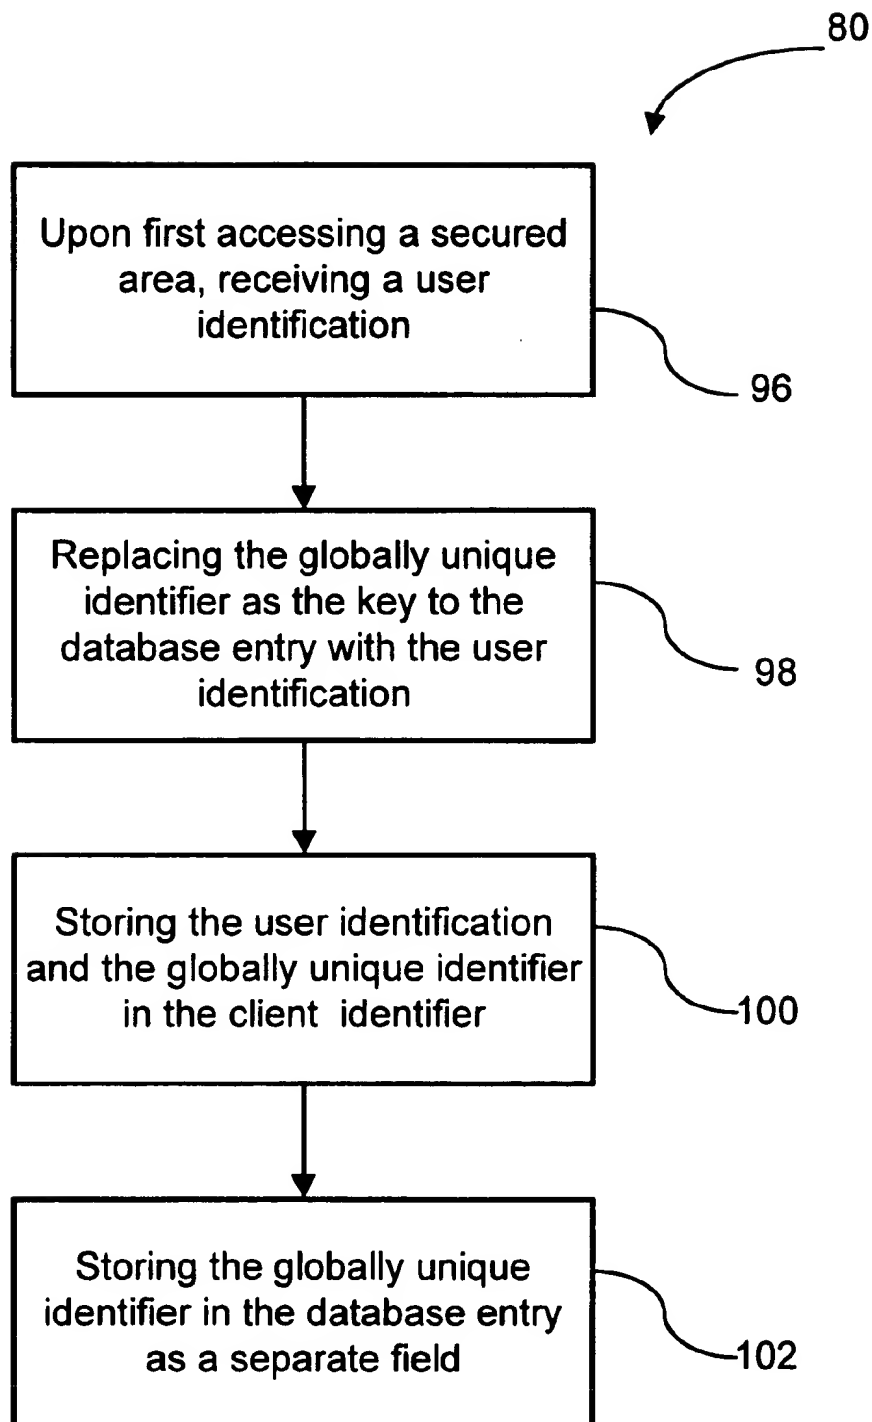 80
Upon first accessing a secured
area, receiving a user
identification
96
Replacing the globally unique
identifier as the key to the
database entry with the user
identification
98
Storing the user identification
and the globally unique identifier
in the client identifier
100
Storing the globally unique
identifier in the database entry
as a separate field
102